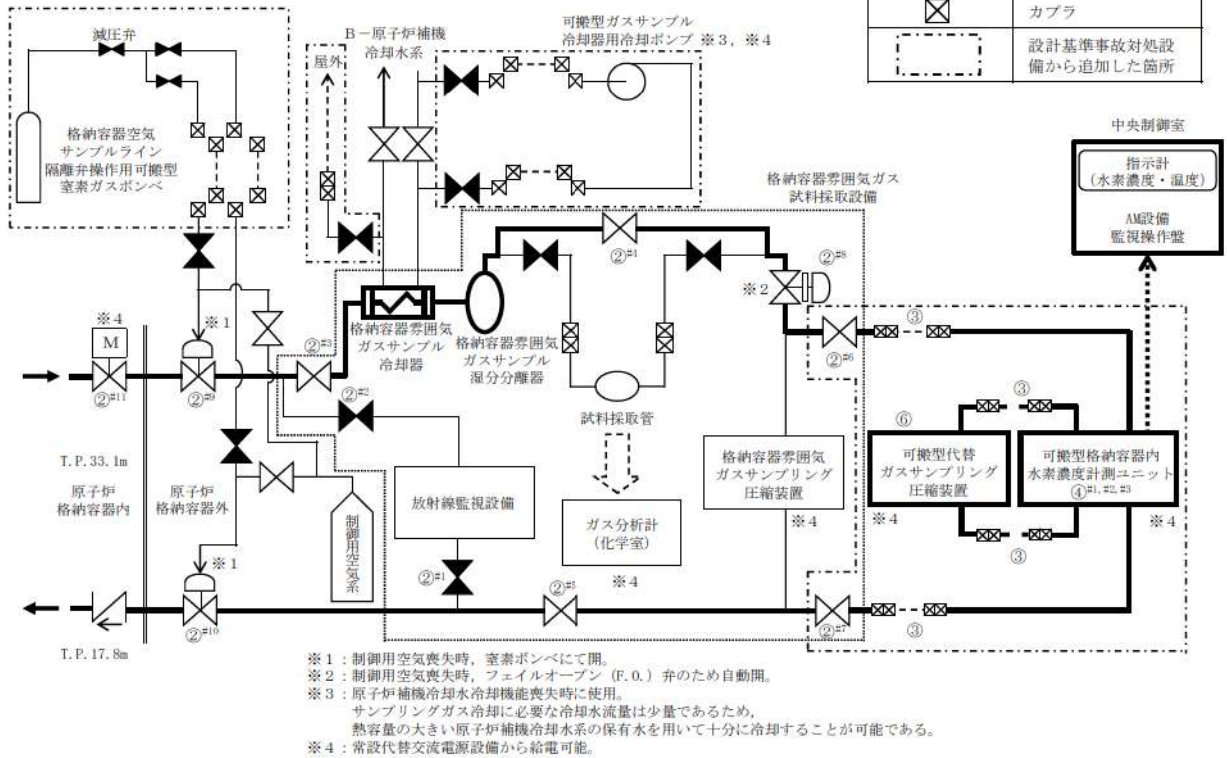 カプラ
設計基準事故対処設
備から追加した箇所
減圧弁
格納容器空気
サンプルライン
隔離弁操作用可搬型
窒素ガスボンベ
屋外
B－原子炉補機
冷却水系
可搬型ガスサンプル
冷却器用冷却ポンプ ※3，※4
中央制御室
指示計
(水素濃度・温度)
AM設備
監視操作盤
格納容器雰囲気ガス
試料採取設備
②#4
②#8
※2
③
②#6
※4
M
②#11
※1
②#9
②#3
②#2
格納容器雰囲気
ガスサンプル
冷却器
格納容器雰囲気
ガスサンプル
湿分分離器
試料採取管
③
⑥
可搬型代替
ガスサンプリング
圧縮装置
※4
可搬型格納容器内
水素濃度計測ユニット
④#1,#2,#3
※4
③
T.P.33.1m
原子炉
格納容器内
原子炉
格納容器外
放射線監視設備
ガス分析計
(化学室)
※4
格納容器雰囲気
ガスサンプリング
圧縮装置
※4
制御用空気系
※1
②#1
②#5
②#10
②#7
③
T.P.17.8m
※1：制御用空気喪失時，窒素ボンベにて開。
※2：制御用空気喪失時，フェイルオープン（F.O.）弁のため自動開。
※3：原子炉補機冷却水冷却機能喪失時に使用。
サンプリングガス冷却に必要な冷却水流量は少量であるため，
熱容量の大きい原子炉補機冷却水系の保有水を用いて十分に冷却することが可能である。
※4：常設代替交流電源設備から給電可能。